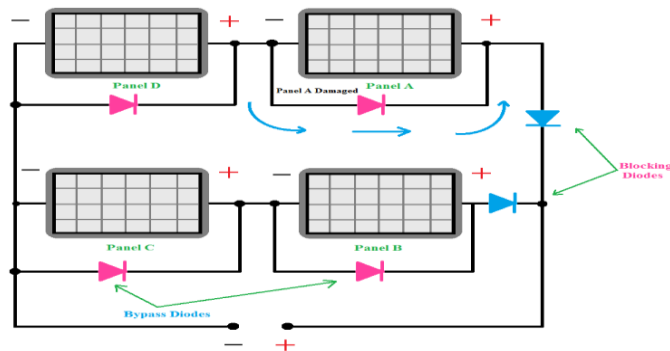 − + − +
Panel D
Panel A Damaged
Panel A
Blocking
Diodes
− + − +
Panel C
Panel B
Bypass Diodes
− +